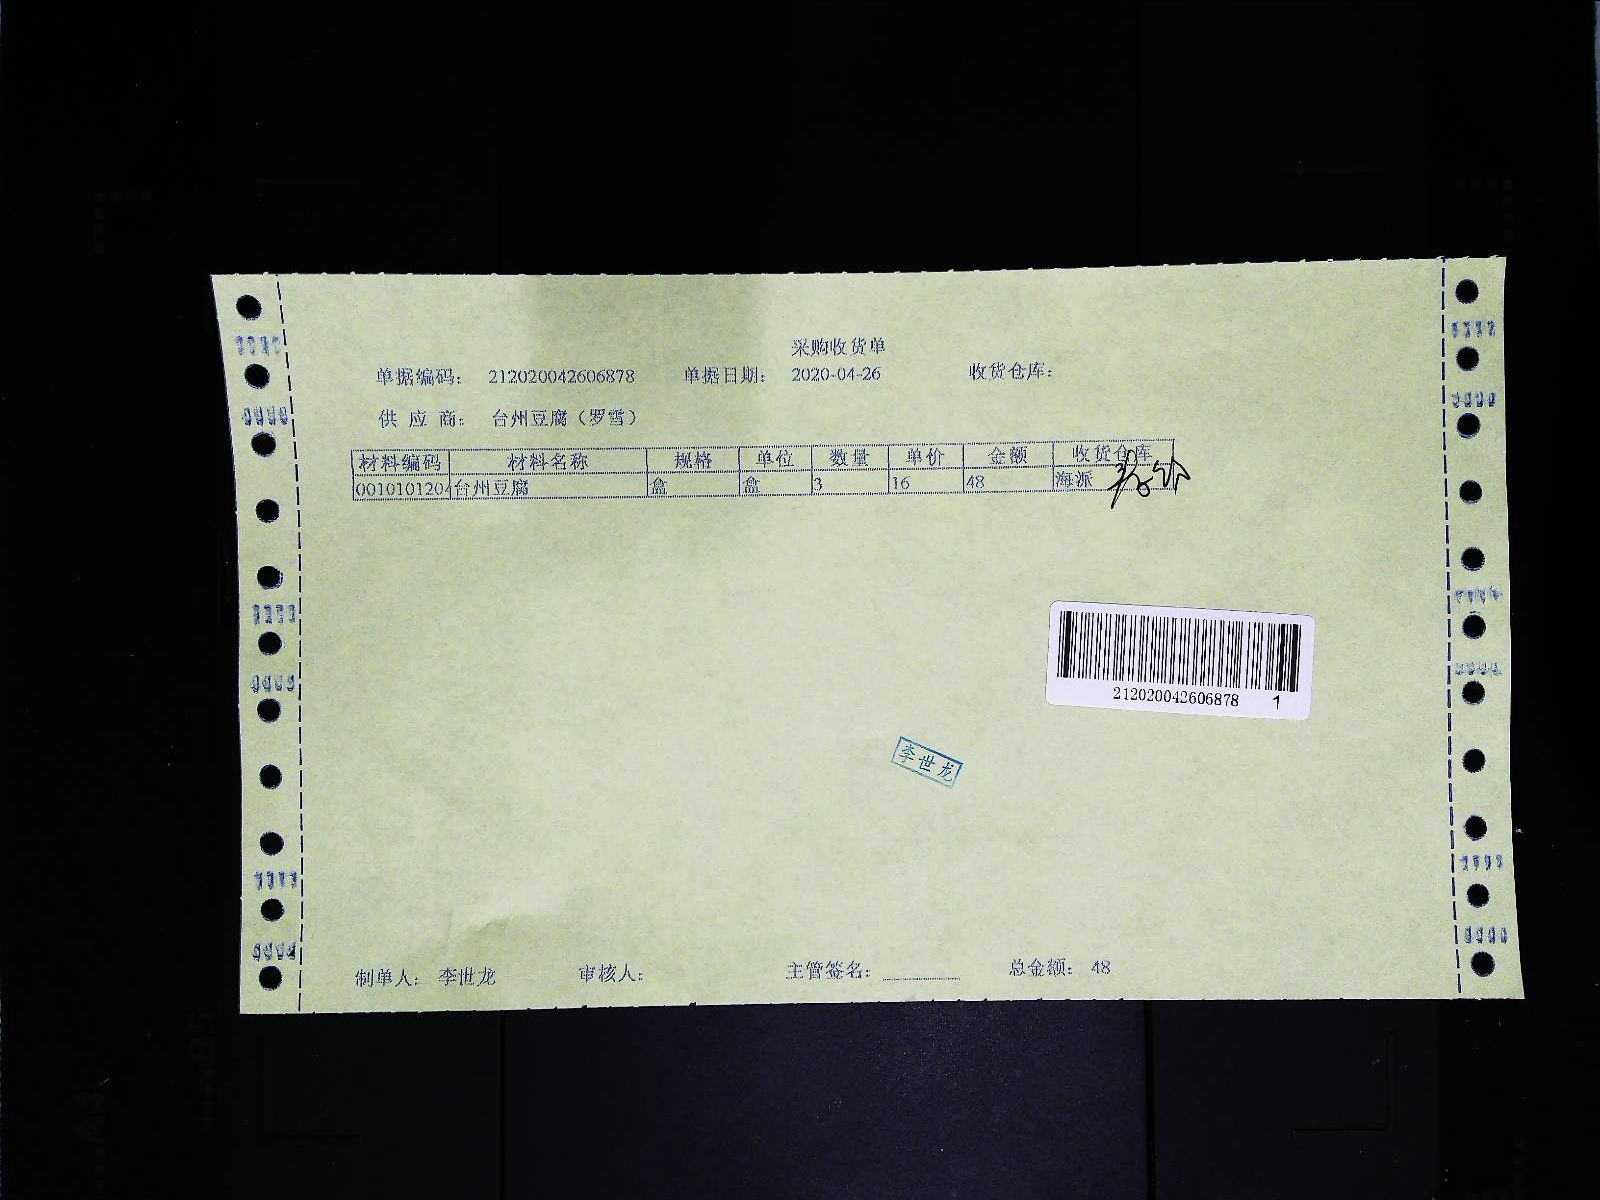 采购收货单
单据编码： 212020042606878 单据日期： 2020-04-26 收货仓库：
供 应 商： 台州豆腐（罗雪）
材料编码 材料名称 规格 单位 数量 单价 金额 收货仓库
0010101204 台州豆腐 盒 盒 3 16 48 海派
212020042606878 1
李世龙
制单人： 李世龙 审核人： 主管签名： 总金额： 48